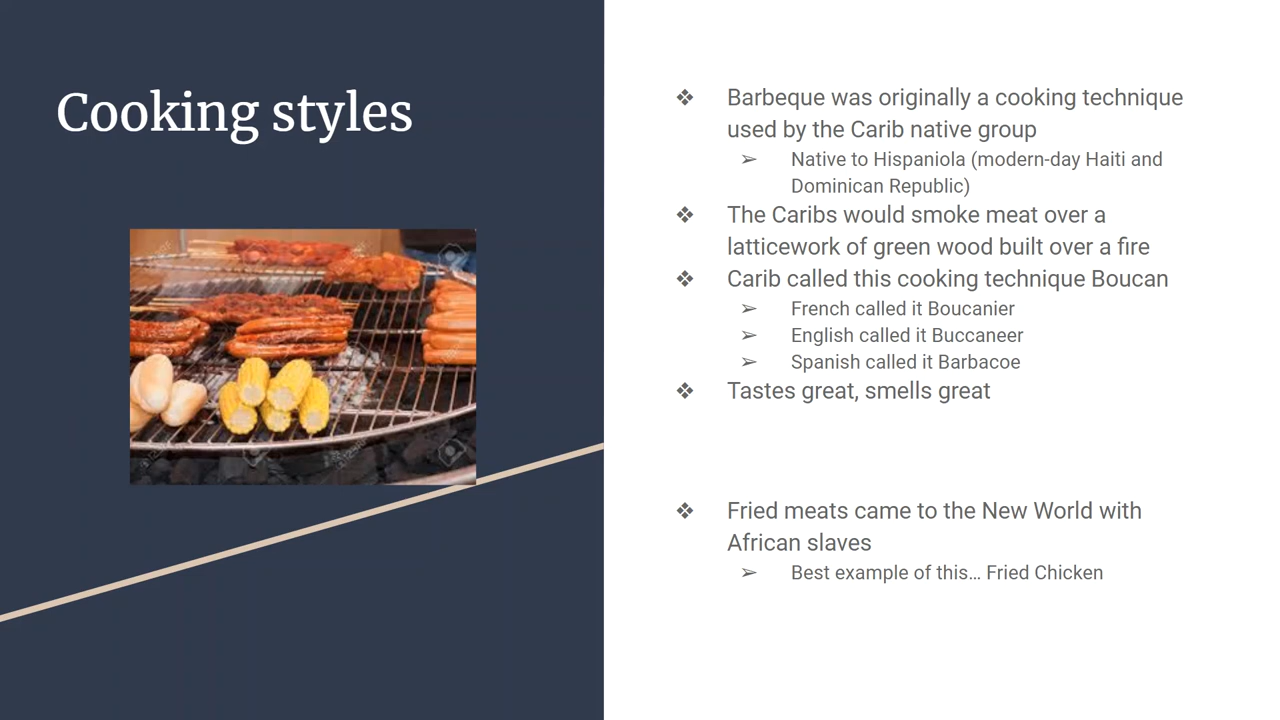 Cooking styles
❖ Barbeque was originally a cooking technique
used by the Carib native group
➢ Native to Hispaniola (modern-day Haiti and
Dominican Republic)
❖ The Caribs would smoke meat over a
latticework of green wood built over a fire
❖ Carib called this cooking technique Boucan
➢ French called it Boucanier
➢ English called it Buccaneer
➢ Spanish called it Barbacoe
❖ Tastes great, smells great
❖ Fried meats came to the New World with
African slaves
➢ Best example of this… Fried Chicken